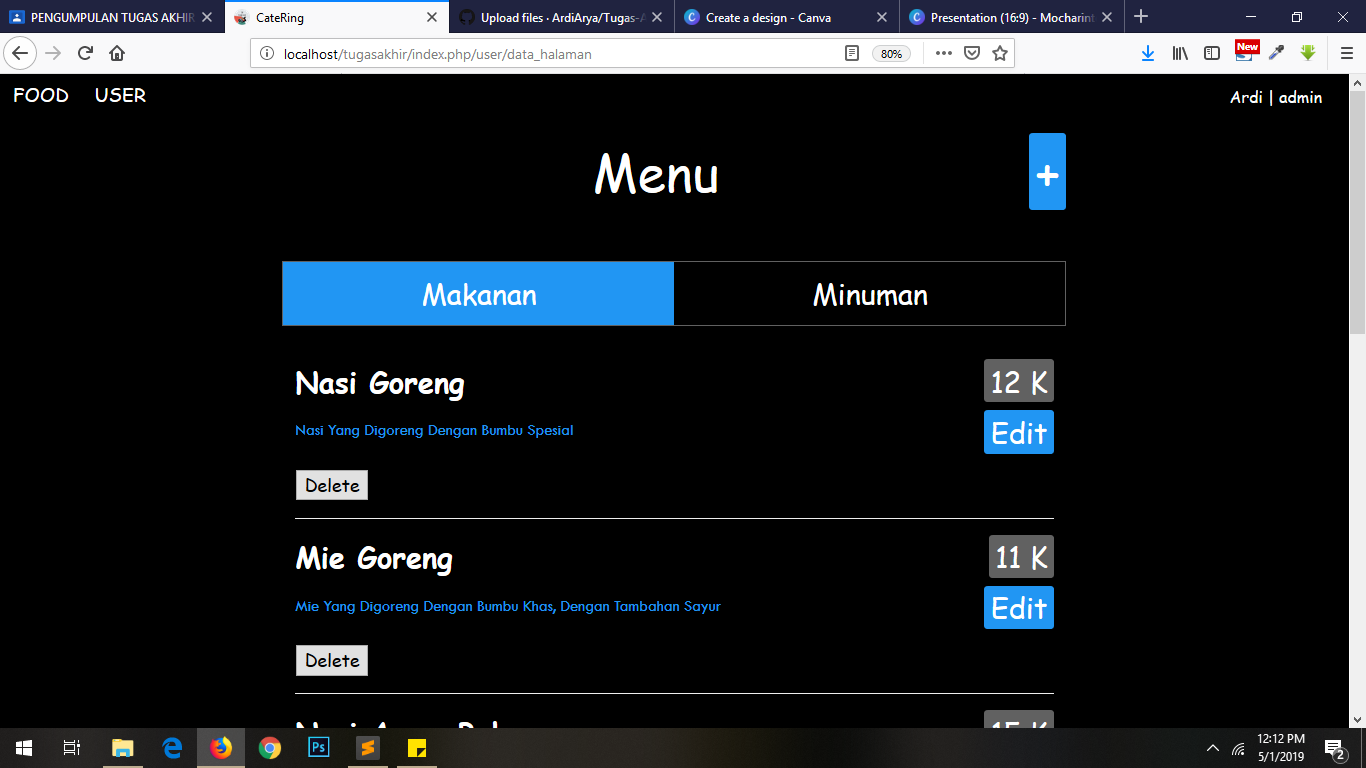 PENGUMPULAN TUGAS AKHIR
CateRing
Upload files · ArdiArya/Tugas-A
Create a design - Canva
Presentation (16:9) - Mocharint
localhost/tugasakhir/index.php/user/data_halaman
80%
New
FOOD USER
Ardi | admin
Menu
+
Makanan
Minuman
Nasi Goreng
12 K
Nasi Yang Digoreng Dengan Bumbu Spesial
Edit
Delete
Mie Goreng
11 K
Mie Yang Digoreng Dengan Bumbu Khas, Dengan Tambahan Sayur
Edit
Delete
12:12 PM
5/1/2019
2